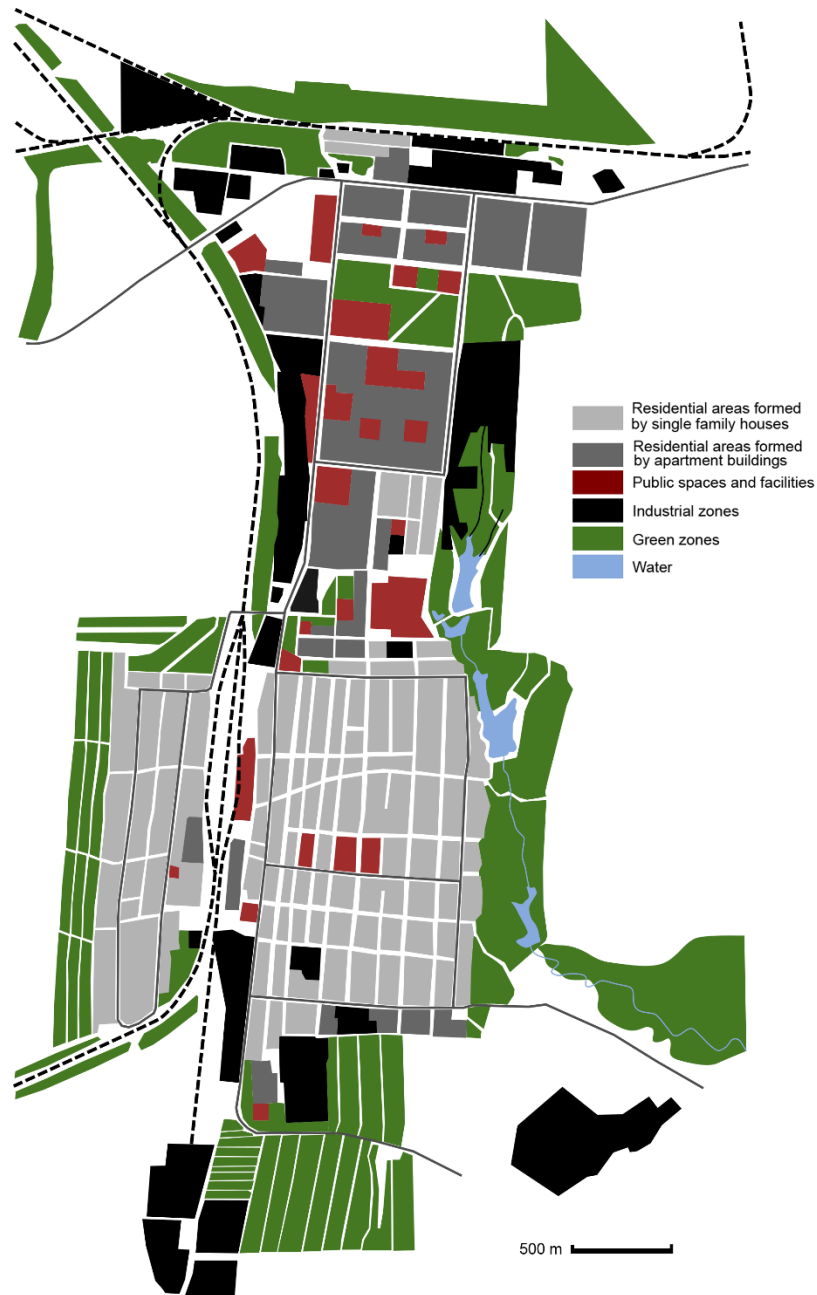 Residential areas formed
by single family houses
Residential areas formed
by apartment buildings
Public spaces and facilities
Industrial zones
Green zones
Water
500 m